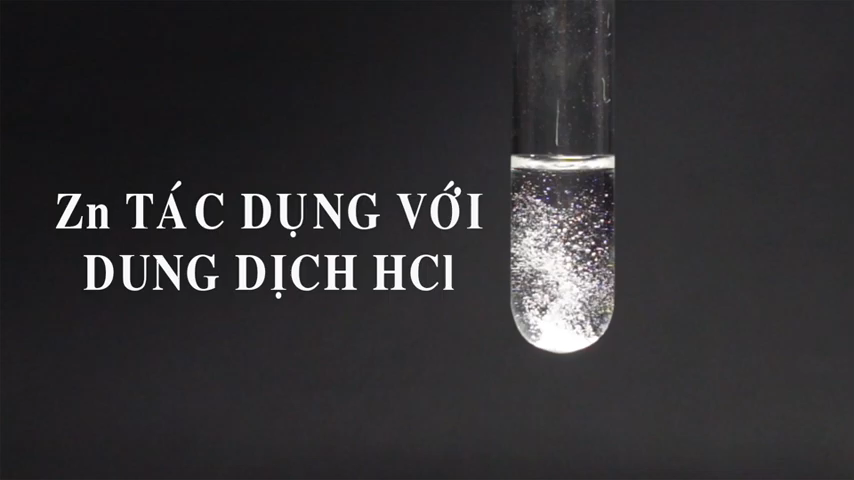 Zn TÁC DỤNG VỚI
DUNG DỊCH HCl